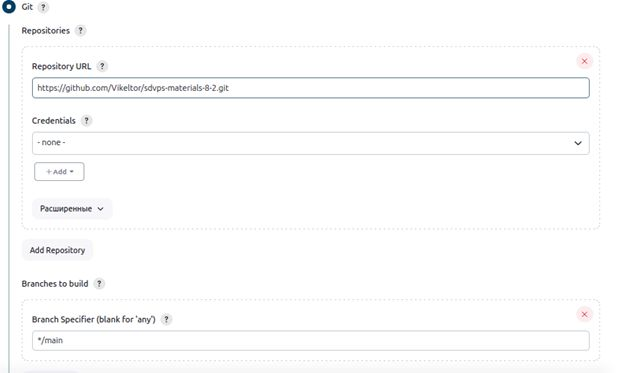 Git ?
Repositories ?
Repository URL ?
https://github.com/Vikeltor/sdvps-materials-8-2.git
Credentials ?
- none -
+ Add
Расширенные
Add Repository
Branches to build ?
Branch Specifier (blank for 'any') ?
*/main